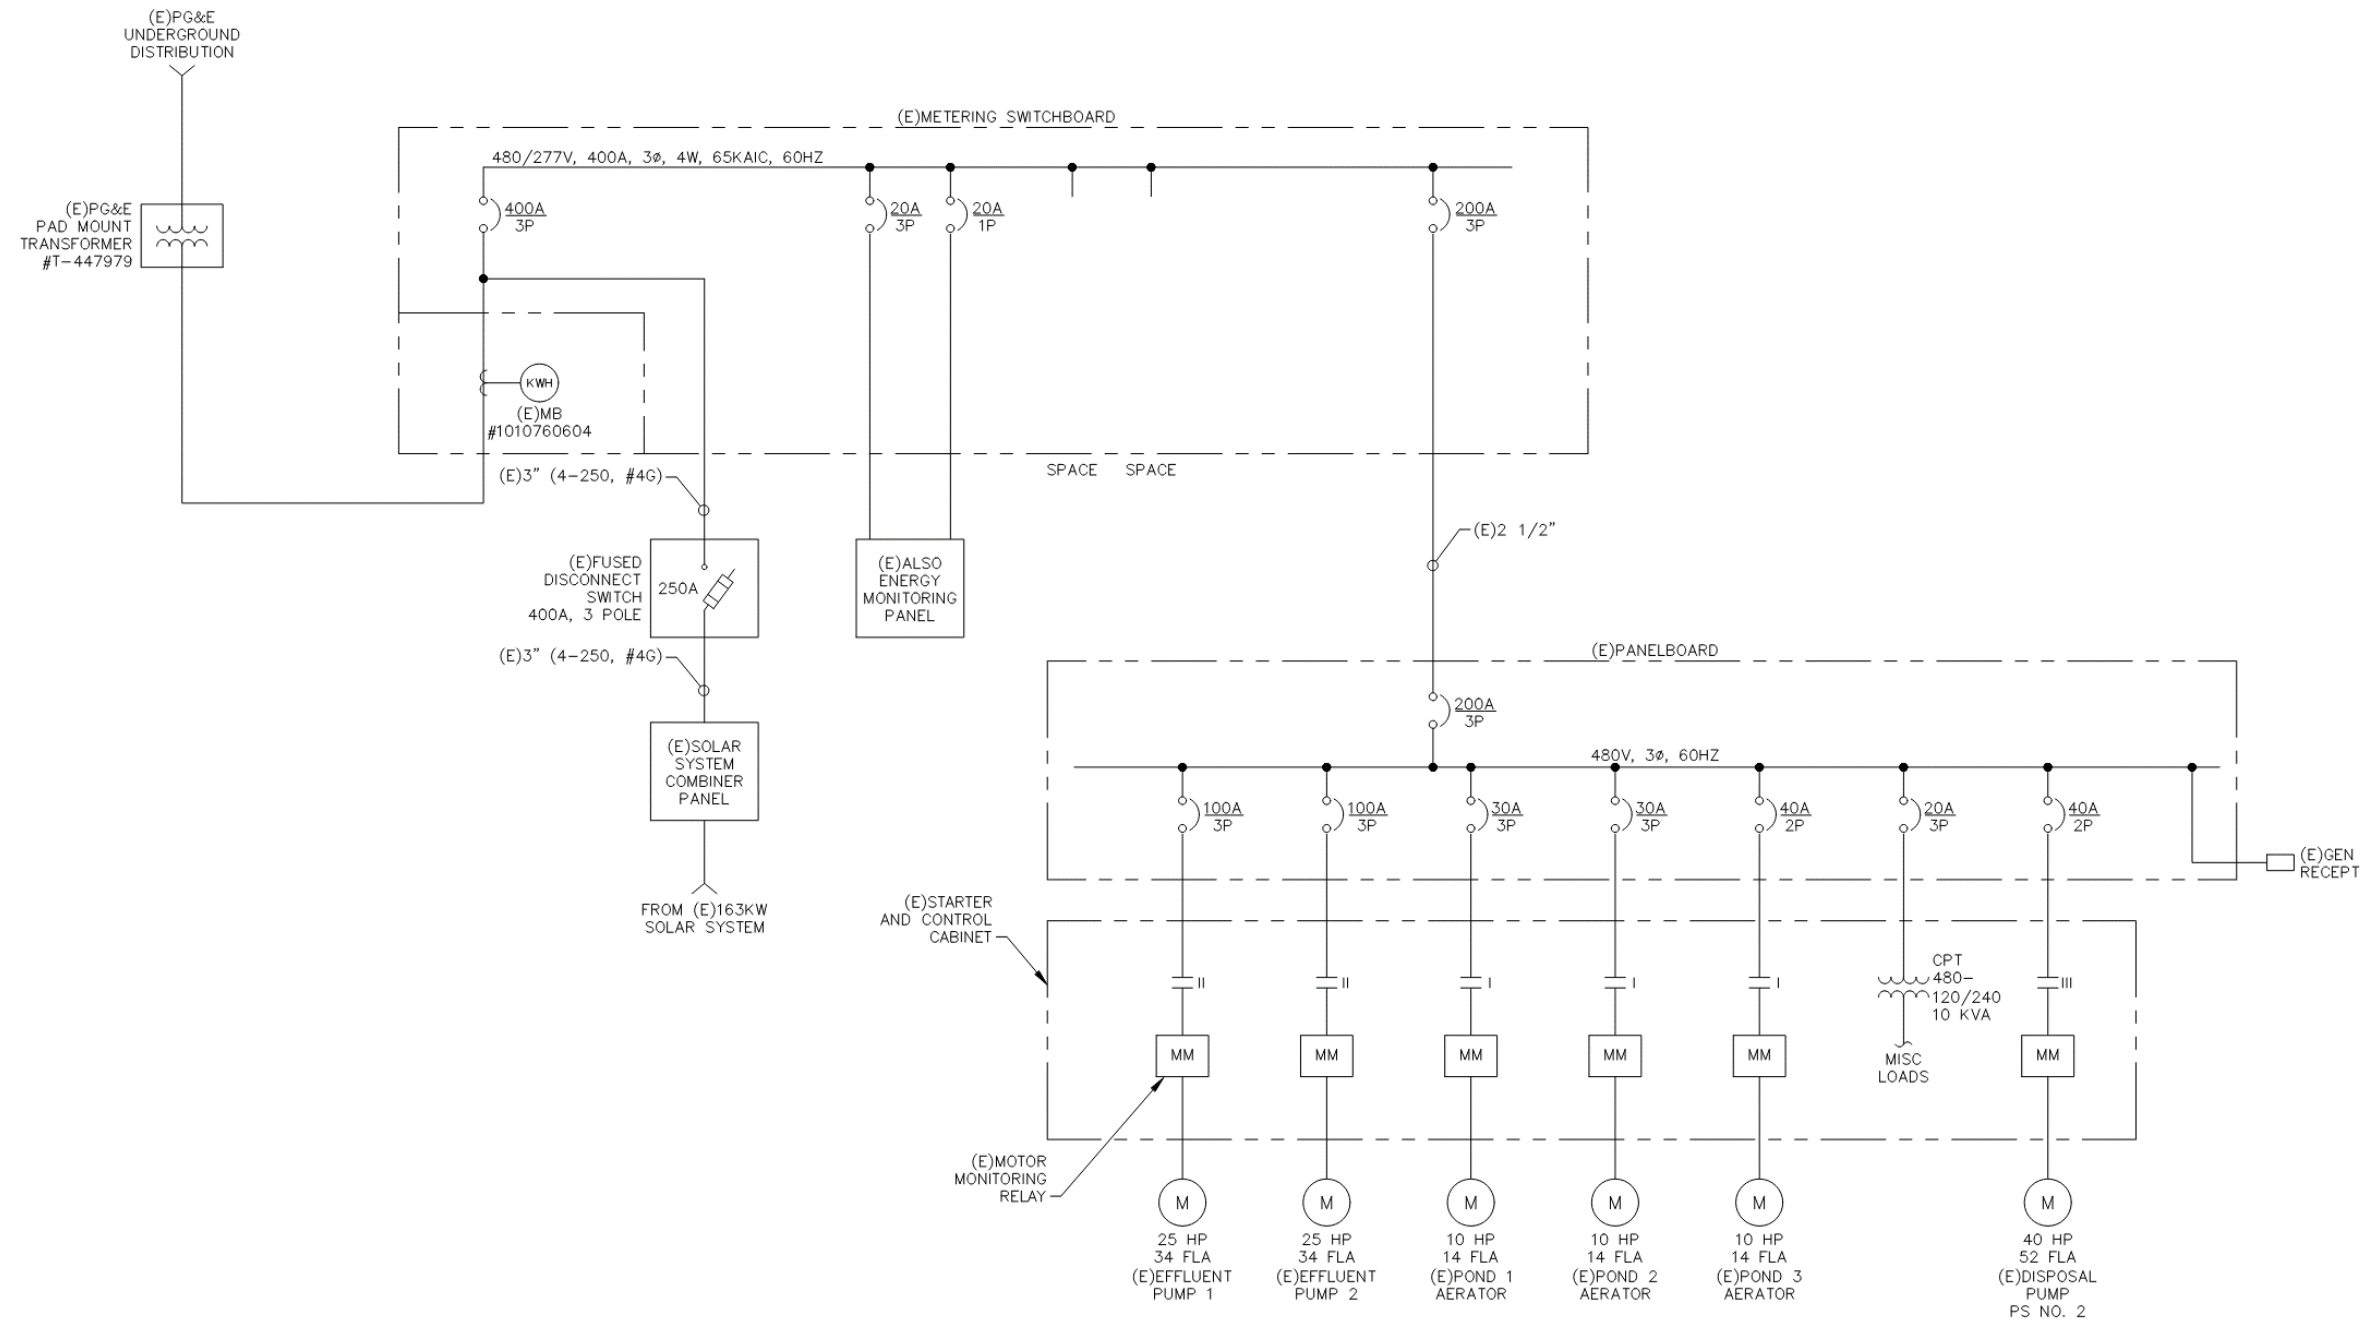 (E)PG&E
UNDERGROUND
DISTRIBUTION
(E)METERING SWITCHBOARD
480/277V, 400A, 3ø, 4W, 65KAIC, 60HZ
(E)PG&E
PAD MOUNT
TRANSFORMER
#T-447979
400A
3P
20A
3P
20A
1P
200A
3P
KWH
(E)MB
#1010760604
SPACE
SPACE
(E)3" (4-250, #4G)
(E)2 1/2"
(E)FUSED
DISCONNECT
SWITCH
400A, 3 POLE
250A
(E)ALSO
ENERGY
MONITORING
PANEL
(E)3" (4-250, #4G)
(E)PANELBOARD
200A
3P
(E)SOLAR
SYSTEM
COMBINER
PANEL
480V, 3ø, 60HZ
100A
3P
100A
3P
30A
3P
30A
3P
40A
2P
20A
3P
40A
2P
(E)GEN
RECEPT
FROM (E)163KW
SOLAR SYSTEM
(E)STARTER
AND CONTROL
CABINET
II
II
I
I
I
CPT
480-
120/240
10 KVA
III
MM
MM
MM
MM
MM
MISC
LOADS
MM
(E)MOTOR
MONITORING
RELAY
M
M
M
M
M
M
25 HP
34 FLA
(E)EFFLUENT
PUMP 1
25 HP
34 FLA
(E)EFFLUENT
PUMP 2
10 HP
14 FLA
(E)POND 1
AERATOR
10 HP
14 FLA
(E)POND 2
AERATOR
10 HP
14 FLA
(E)POND 3
AERATOR
40 HP
52 FLA
(E)DISPOSAL
PUMP
PS NO. 2